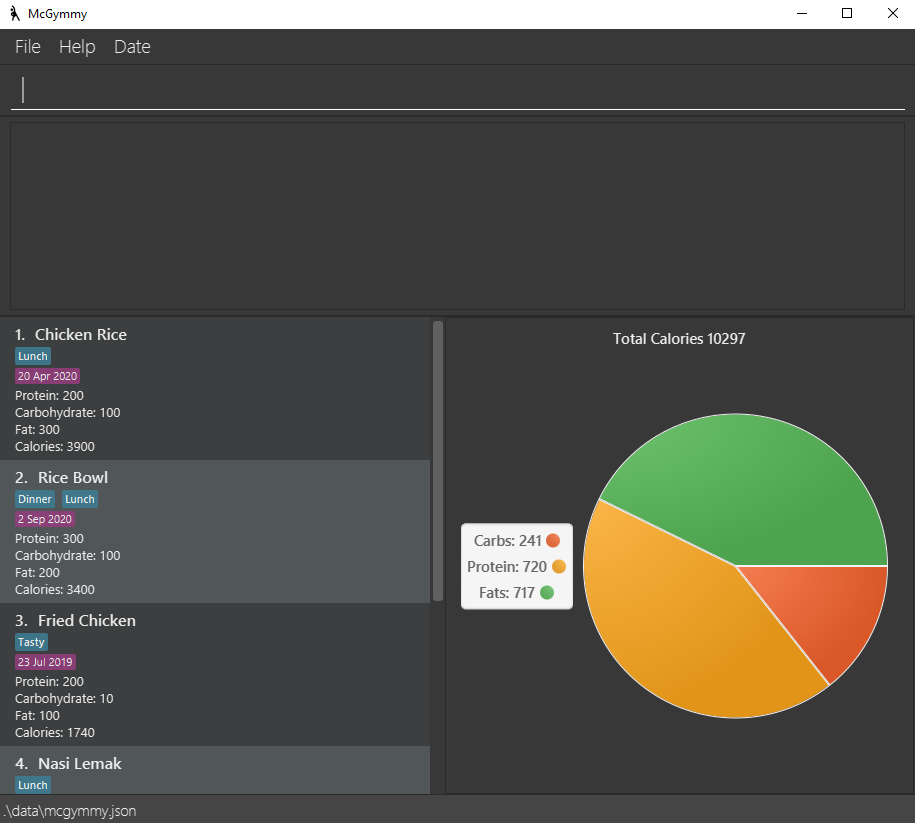 McGymmy
File Help Date
1. Chicken Rice
Lunch
20 Apr 2020
Protein: 200
Carbohydrate: 100
Fat: 300
Calories: 3900
2. Rice Bowl
Dinner Lunch
2 Sep 2020
Protein: 300
Carbohydrate: 100
Fat: 200
Calories: 3400
3. Fried Chicken
Tasty
23 Jul 2019
Protein: 200
Carbohydrate: 10
Fat: 100
Calories: 1740
4. Nasi Lemak
Lunch
Total Calories 10297
Carbs: 241
Protein: 720
Fats: 717
.\data\mcgymmy.json